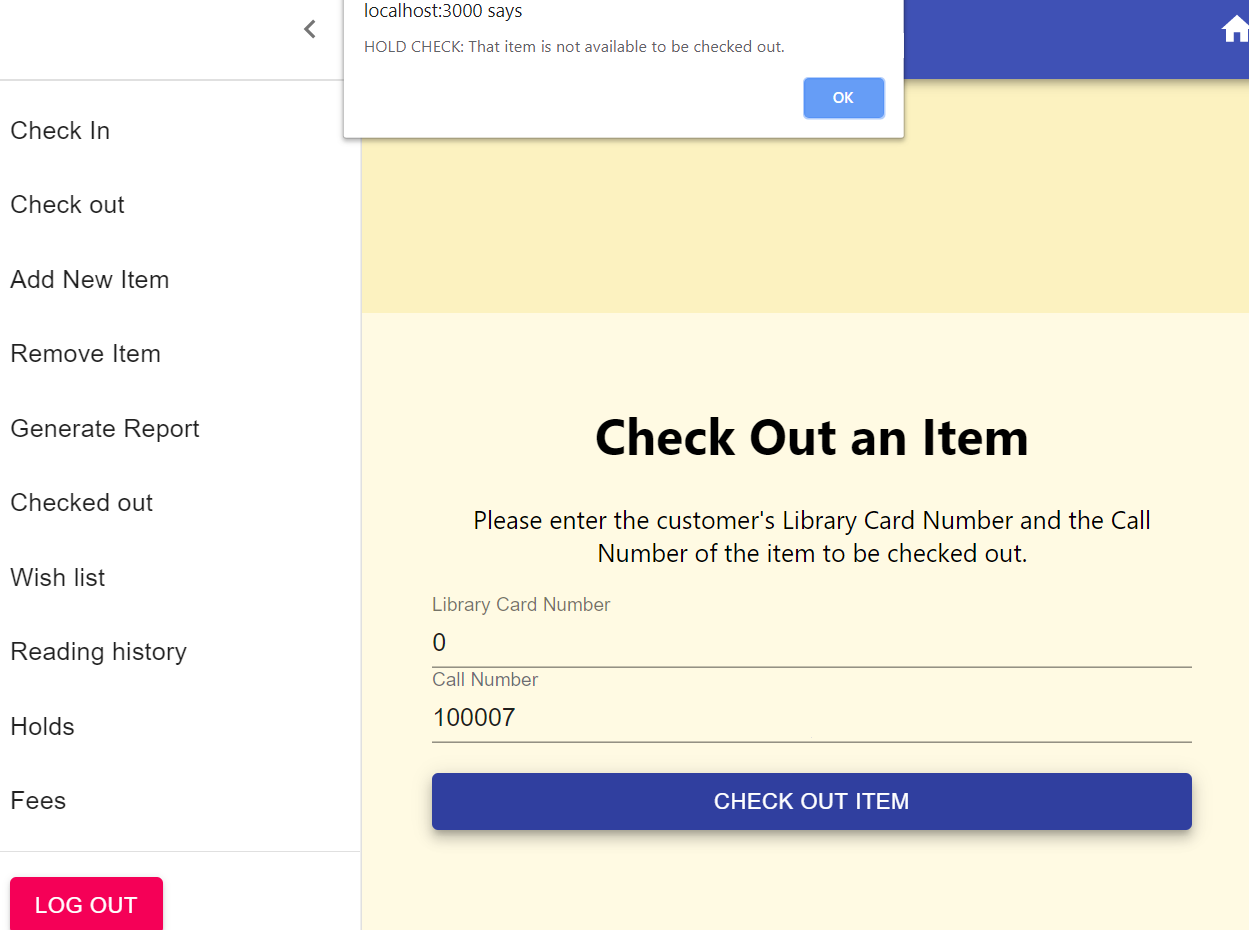 localhost:3000 says
HOLD CHECK: That item is not available to be checked out.
OK
Check In
Check out
Add New Item
Remove Item
Generate Report
Checked out
Wish list
Reading history
Holds
Fees
LOG OUT
Check Out an Item
Please enter the customer's Library Card Number and the Call
Number of the item to be checked out.
Library Card Number
0
Call Number
100007
CHECK OUT ITEM